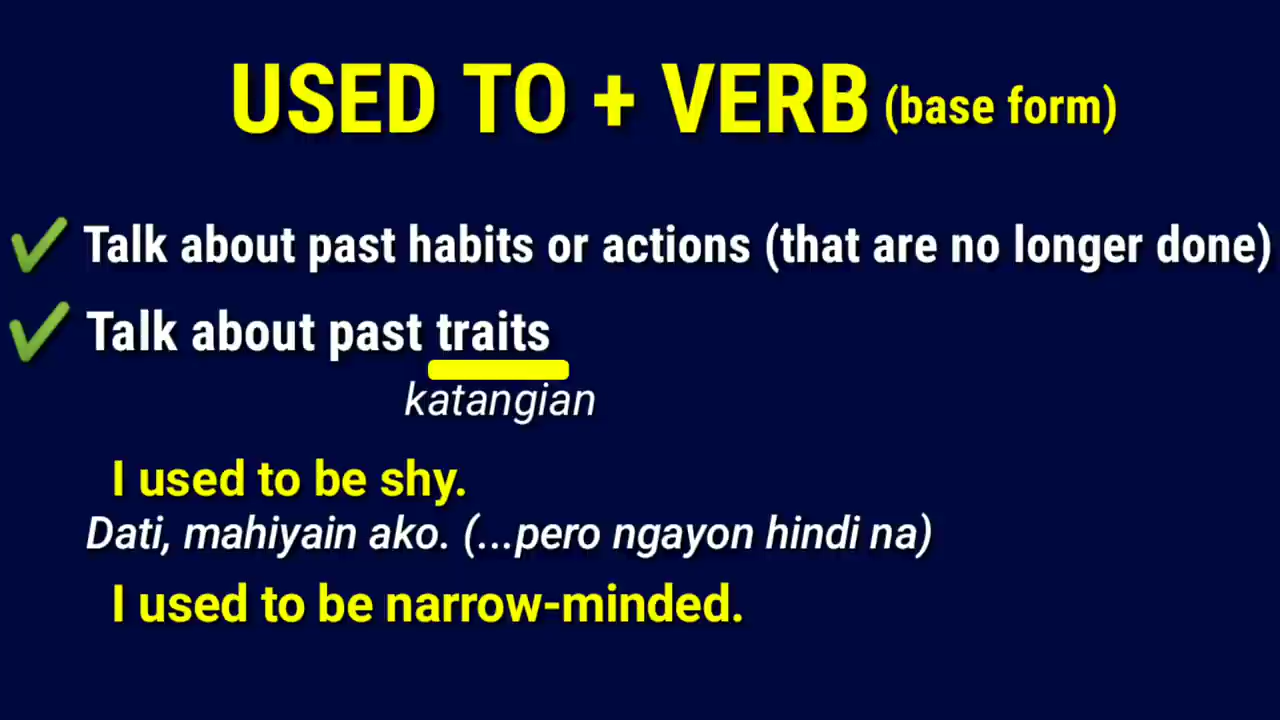 USED TO + VERB (base form)
✔ Talk about past habits or actions (that are no longer done)
✔ Talk about past traits
katangian
I used to be shy.
Dati, mahiyain ako. (...pero ngayon hindi na)
I used to be narrow-minded.